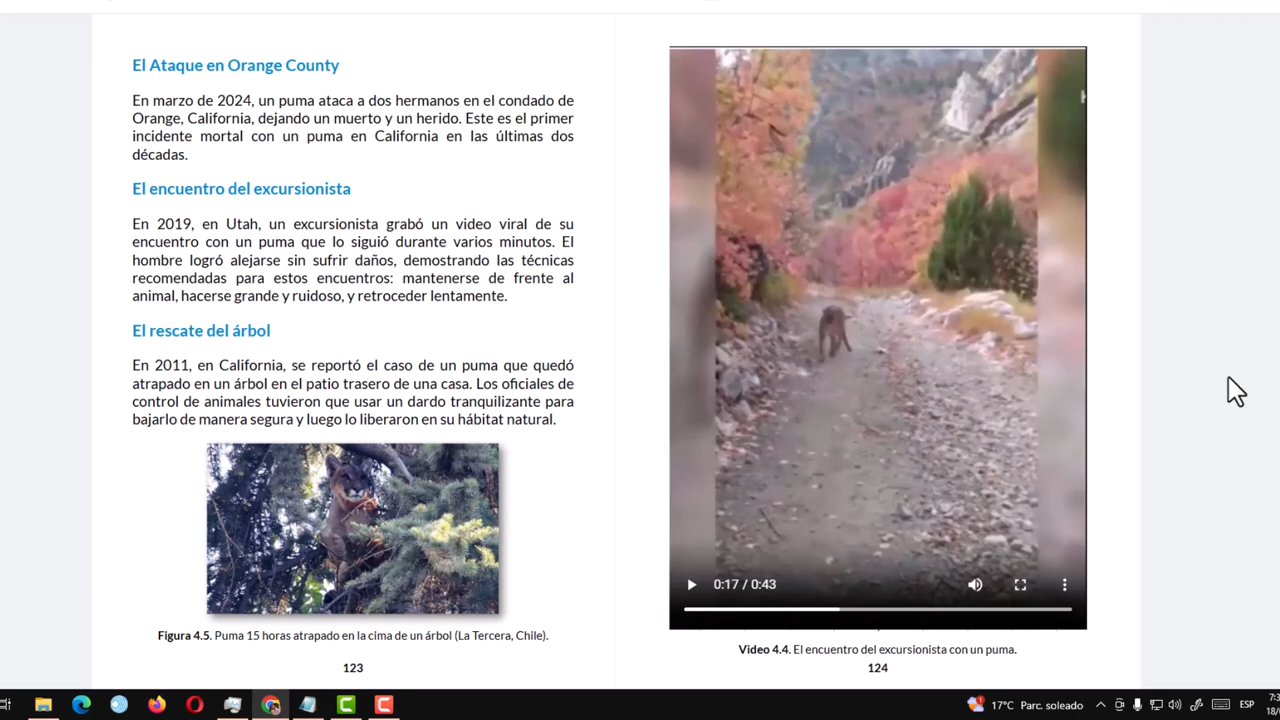 El Ataque en Orange County
En marzo de 2024, un puma ataca a dos hermanos en el condado de
Orange, California, dejando un muerto y un herido. Este es el primer
incidente mortal con un puma en California en las últimas dos
décadas.
El encuentro del excursionista
En 2019, en Utah, un excursionista grabó un video viral de su
encuentro con un puma que lo siguió durante varios minutos. El
hombre logró alejarse sin sufrir daños, demostrando las técnicas
recomendadas para estos encuentros: mantenerse de frente al
animal, hacerse grande y ruidoso, y retroceder lentamente.
El rescate del árbol
En 2011, en California, se reportó el caso de un puma que quedó
atrapado en un árbol en el patio trasero de una casa. Los oficiales de
control de animales tuvieron que usar un dardo tranquilizante para
bajarlo de manera segura y luego lo liberaron en su hábitat natural.
Figura 4.5. Puma 15 horas atrapado en la cima de un árbol (La Tercera, Chile).
123
0:17 / 0:43
Video 4.4. El encuentro del excursionista con un puma.
124
17°C Parc. soleado
ESP